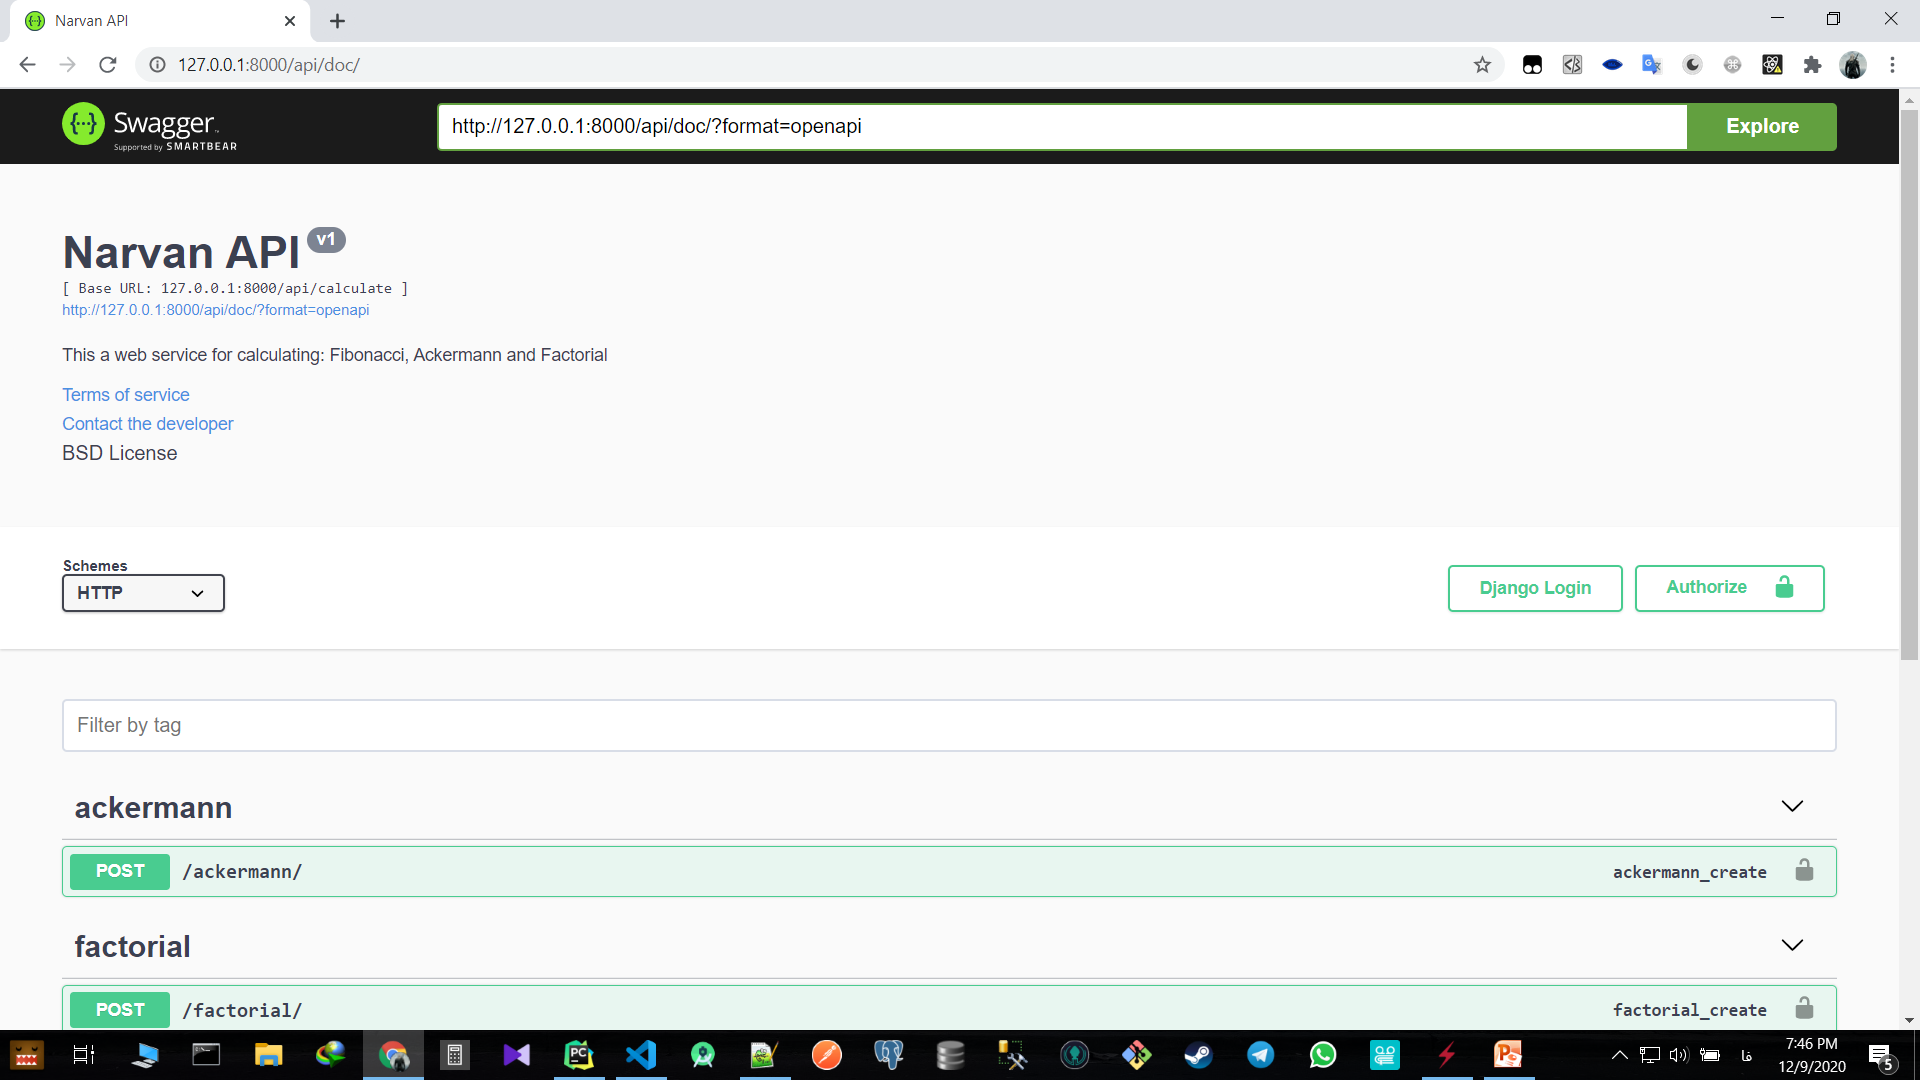 Narvan API
127.0.0.1:8000/api/doc/
Swagger
Supported by SMARTBEAR
http://127.0.0.1:8000/api/doc/?format=openapi
Explore
Narvan API v1
[ Base URL: 127.0.0.1:8000/api/calculate ]
http://127.0.0.1:8000/api/doc/?format=openapi
This a web service for calculating: Fibonacci, Ackermann and Factorial
Terms of service
Contact the developer
BSD License
Schemes
HTTP
Django Login
Authorize
Filter by tag
ackermann
POST /ackermann/ ackermann_create
factorial
POST /factorial/ factorial_create
فا
7:46 PM
12/9/2020
5